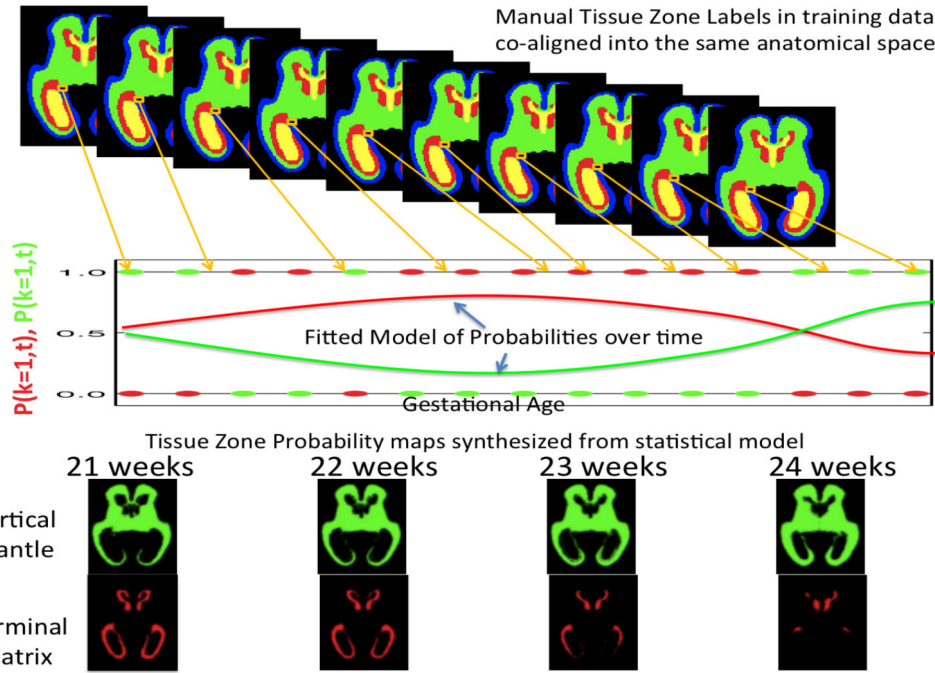 Manual Tissue Zone Labels in training data
co-aligned into the same anatomical space
P(k=1,t), P(k=1,t)
1.0
0.5
0.0
Fitted Model of Probabilities over time
Gestational Age
Tissue Zone Probability maps synthesized from statistical model
21 weeks 22 weeks 23 weeks 24 weeks
rtical
antle
rminal
atrix